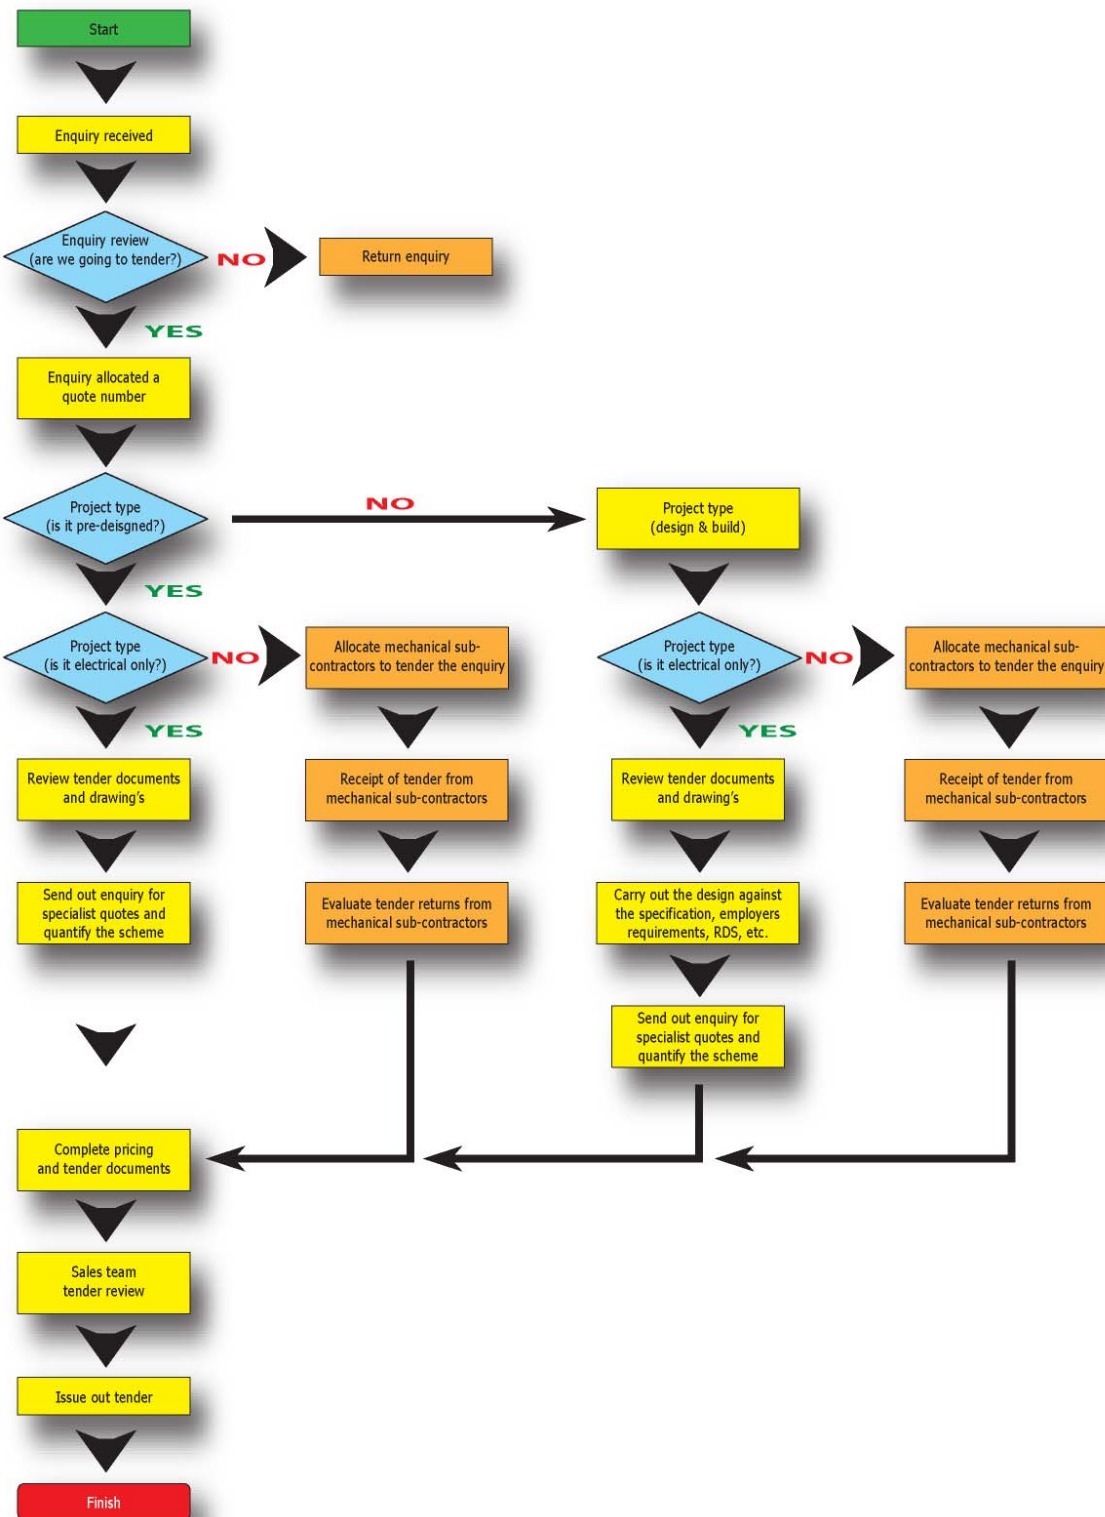 Start
Enquiry received
Enquiry review
(are we going to tender?)
NO
Return enquiry
YES
Enquiry allocated a
quote number
Project type
(is it pre-deisgned?)
NO
Project type
(design & build)
YES
Project type
(is it electrical only?)
NO
Allocate mechanical sub-
contractors to tender the enquiry
Project type
(is it electrical only?)
NO
Allocate mechanical sub-
contractors to tender the enquiry
YES
YES
Review tender documents
and drawing's
Receipt of tender from
mechanical sub-contractors
Review tender documents
and drawing's
Receipt of tender from
mechanical sub-contractors
Send out enquiry for
specialist quotes and
quantify the scheme
Evaluate tender returns from
mechanical sub-contractors
Carry out the design against
the specification, employers
requirements, RDS, etc.
Evaluate tender returns from
mechanical sub-contractors
Send out enquiry for
specialist quotes and
quantify the scheme
Complete pricing
and tender documents
Sales team
tender review
Issue out tender
Finish